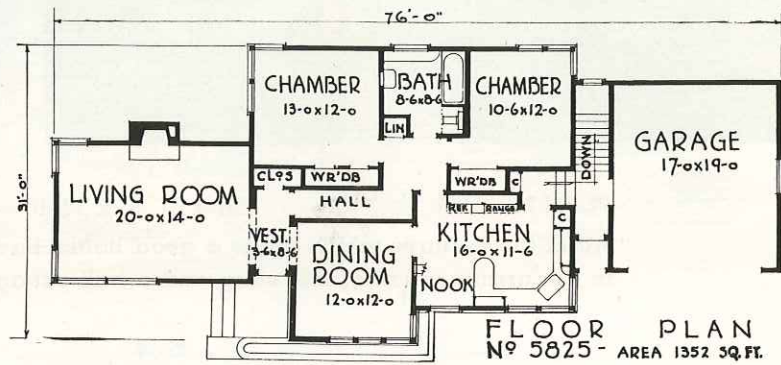 76'-0"
31'-0"
CHAMBER
13-0x12-0
BATH
8-6x8-6
CHAMBER
10-6x12-0
LIN
GARAGE
17-0x19-0
DOWN
LIVING ROOM
20-0x14-0
CLOS
WR'DB
WR'DB
C
HALL
REF.
RANGE
C
VEST.
3-6x8-6
DINING
ROOM
12-0x12-0
KITCHEN
16-0x11-6
NOOK
FLOOR PLAN
Nº 5825- AREA 1352 SQ.FT.